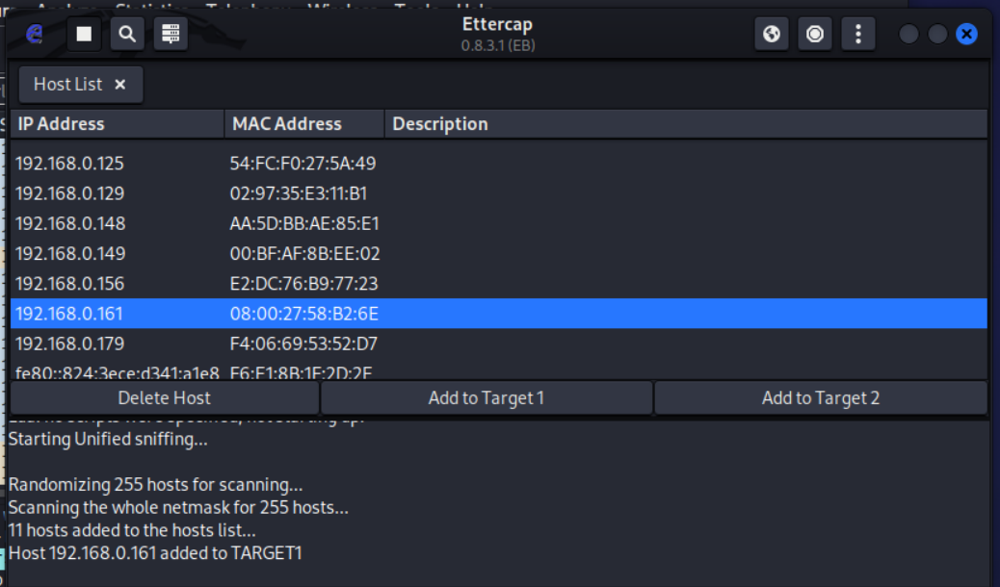 Ettercap
0.8.3.1 (EB)
Host List ×
IP Address MAC Address Description
192.168.0.125 54:FC:F0:27:5A:49
192.168.0.129 02:97:35:E3:11:B1
192.168.0.148 AA:5D:BB:AE:85:E1
192.168.0.149 00:BF:AF:8B:EE:02
192.168.0.156 E2:DC:76:B9:77:23
192.168.0.161 08:00:27:58:B2:6E
192.168.0.179 F4:06:69:53:52:D7
fe80::824:3ece:d341:a1e8 F6:F1:8B:1F:2D:2F
Delete Host Add to Target 1 Add to Target 2
Starting Unified sniffing...
Randomizing 255 hosts for scanning...
Scanning the whole netmask for 255 hosts...
11 hosts added to the hosts list...
Host 192.168.0.161 added to TARGET1